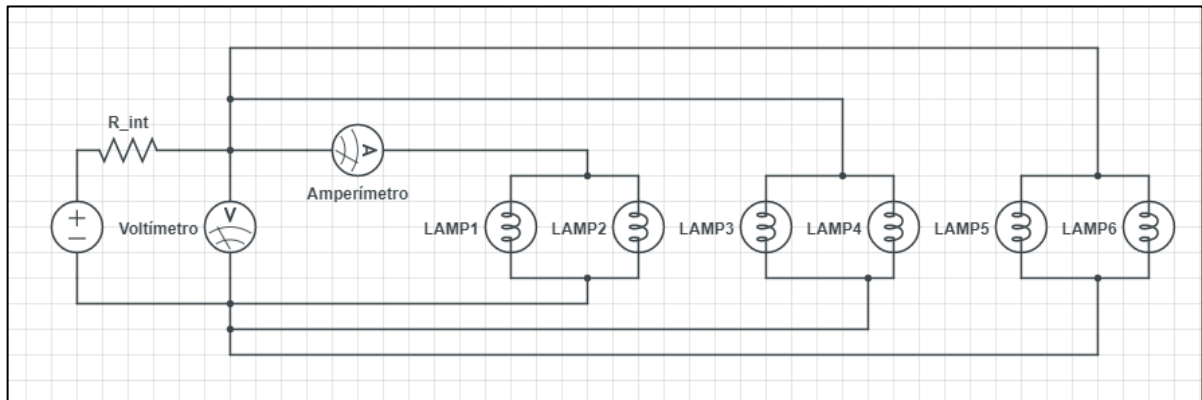 R_int
Amperímetro
V
A
Voltímetro
LAMP1
LAMP2
LAMP3
LAMP4
LAMP5
LAMP6